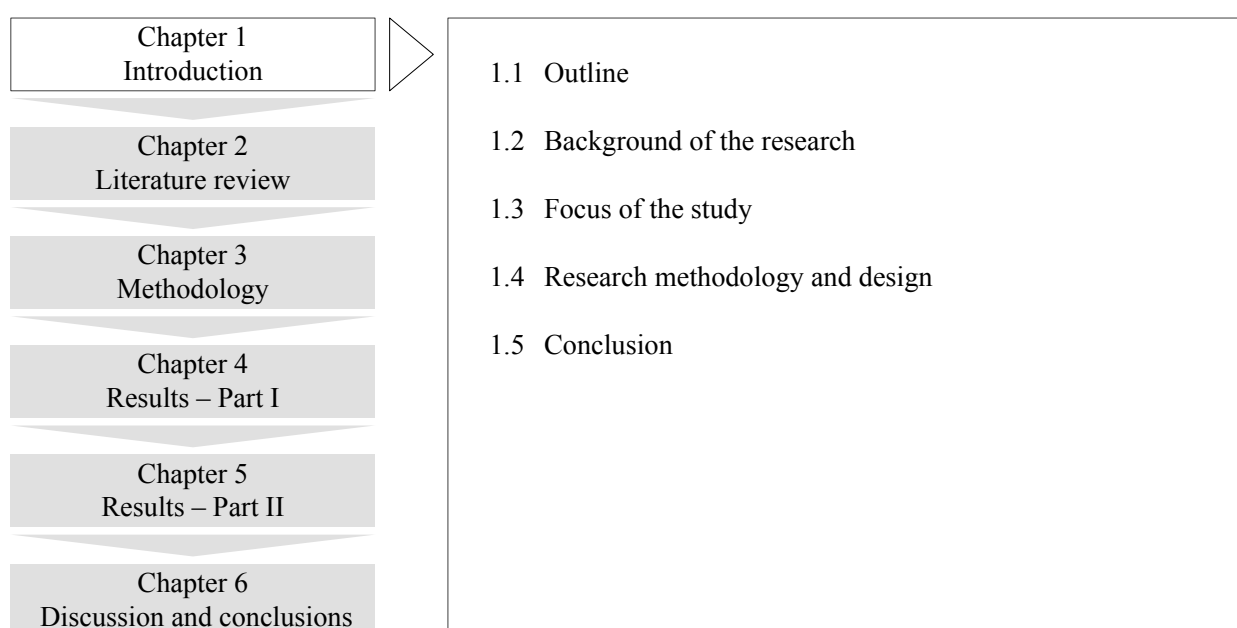 Chapter 1
Introduction
Chapter 2
Literature review
Chapter 3
Methodology
Chapter 4
Results – Part I
Chapter 5
Results – Part II
Chapter 6
Discussion and conclusions
1.1 Outline
1.2 Background of the research
1.3 Focus of the study
1.4 Research methodology and design
1.5 Conclusion